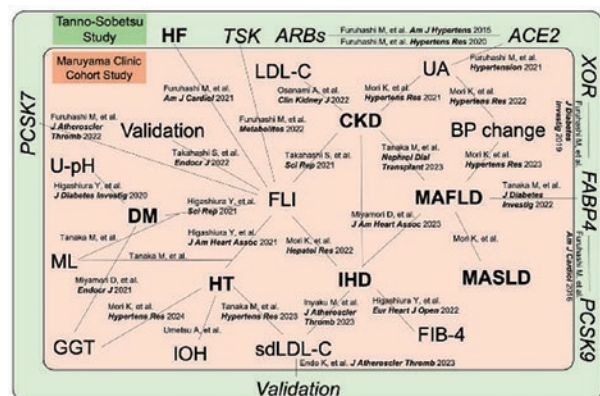 Tanno-Sobetsu
Study
HF
TSK
ARBs
Furuhashi M, et al. Am J Hypertens 2015
Furuhashi M, et al. Hypertens Res 2020
ACE2
Maruyama Clinic
Cohort Study
LDL-C
UA
Furuhashi M, et al.
Hypertension 2021
XOR
Furuhashi M, et al.
Am J Cardiol 2021
Osanami A, et al.
Clin Kidney J 2022
Mori K, et al.
Hypertens Res 2021
Mori K, et al.
Hypertens Res 2022
Furuhashi M, et al.
J Diabetes
Investig 2019
PCSK7
Furuhashi M, et al.
J Atheroscler
Thromb 2022
Validation
Furuhashi M, et al.
Metabolites 2022
CKD
BP change
Takahashi S, et al.
Endocr J 2022
Takahashi S, et al.
Sci Rep 2021
Tanaka M, et al.
Nephrol Dial
Transplant 2023
Mori K, et al.
Hypertens Res 2023
U-pH
Higashiura Y, et al.
J Diabetes Investig 2020
FLI
MAFLD
Tanaka M, et al.
J Diabetes
Investig 2022
FABP4
DM
Higashiura Y, et al.
Sci Rep 2021
Miyamori D, et al.
J Am Heart Assoc 2023
Higashiura Y, et al.
J Am Heart Assoc 2021
Tanaka M, et al.
Mori K, et al.
Hepatol Res 2022
Mori K, et al.
Furuhashi M, et al.
Am J Cardiol 2016
ML
Tanaka M, et al.
Miyamori D, et al.
Endocr J 2021
HT
IHD
MASLD
PCSK9
Mori K, et al.
Hypertens Res 2024
Tanaka M, et al.
Hypertens Res 2023
Inyaku M, et al.
J Atheroscler
Thromb 2023
Higashiura Y, et al.
Eur Heart J Open 2022
Umetsu A, et al.
FIB-4
GGT
IOH
sdLDL-C
Endo K, et al. J Atheroscler Thromb 2023
Validation